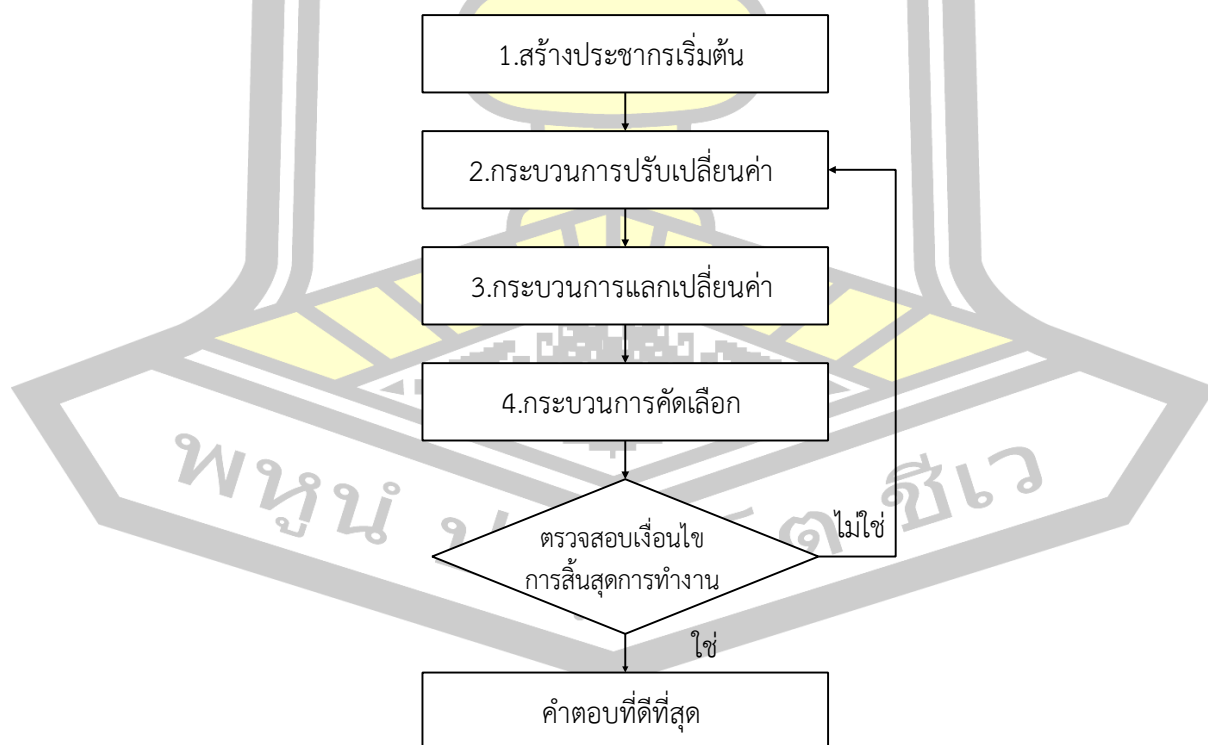 1.สร้างประชากรเริ่มต้น
2.กระบวนการปรับเปลี่ยนค่า
3.กระบวนการแลกเปลี่ยนค่า
4.กระบวนการคัดเลือก
ตรวจสอบเงื่อนไข
การสิ้นสุดการทำงาน
ไม่ใช่
ใช่
คำตอบที่ดีที่สุด
พหูนํ
ชีเว